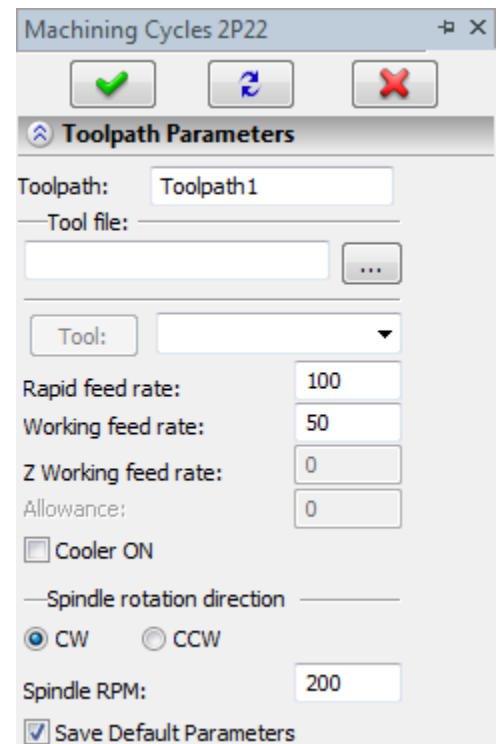 Machining Cycles 2P22
Toolpath Parameters
Toolpath: Toolpath1
Tool file:
...
Tool:
Rapid feed rate: 100
Working feed rate: 50
Z Working feed rate: 0
Allowance: 0
Cooler ON
Spindle rotation direction
CW CCW
Spindle RPM: 200
Save Default Parameters